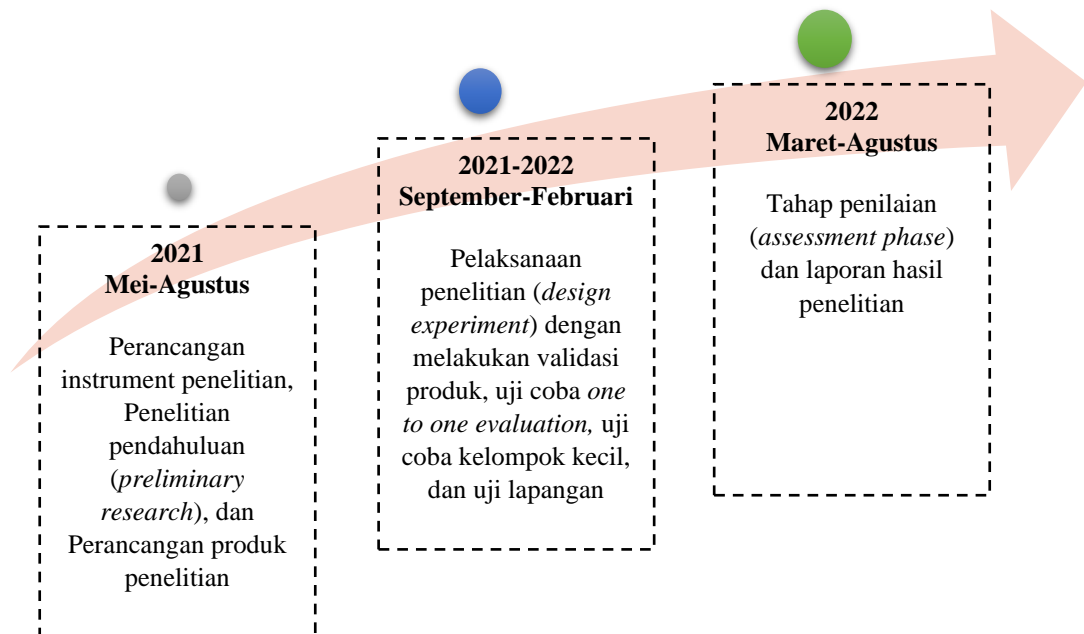 2021
Mei-Agustus
Perancangan
instrument penelitian,
Penelitian
pendahuluan
(preliminary
research), dan
Perancangan produk
penelitian
2021-2022
September-Februari
Pelaksanaan
penelitian (design
experiment) dengan
melakukan validasi
produk, uji coba one
to one evaluation, uji
coba kelompok kecil,
dan uji lapangan
2022
Maret-Agustus
Tahap penilaian
(assessment phase)
dan laporan hasil
penelitian